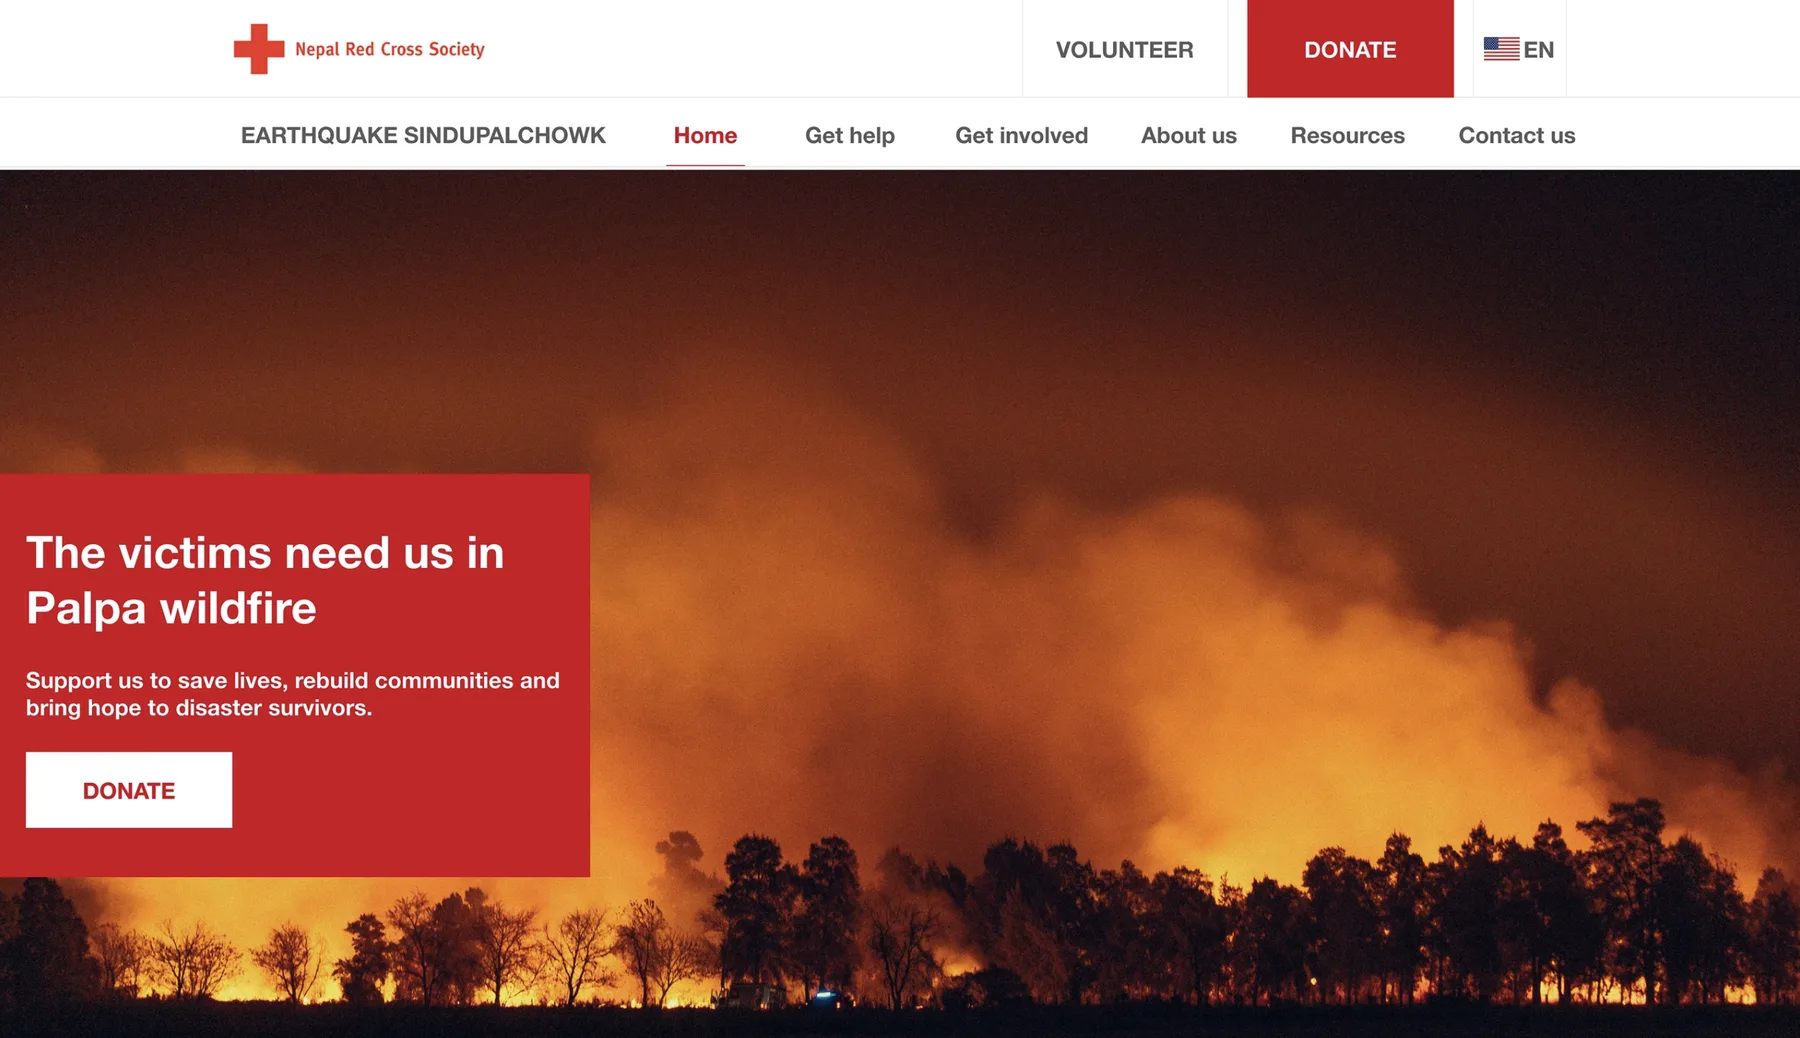 Nepal Red Cross Society
VOLUNTEER
DONATE
EN
EARTHQUAKE SINDUPALCHOWK
Home
Get help
Get involved
About us
Resources
Contact us
The victims need us in
Palpa wildfire
Support us to save lives, rebuild communities and
bring hope to disaster survivors.
DONATE